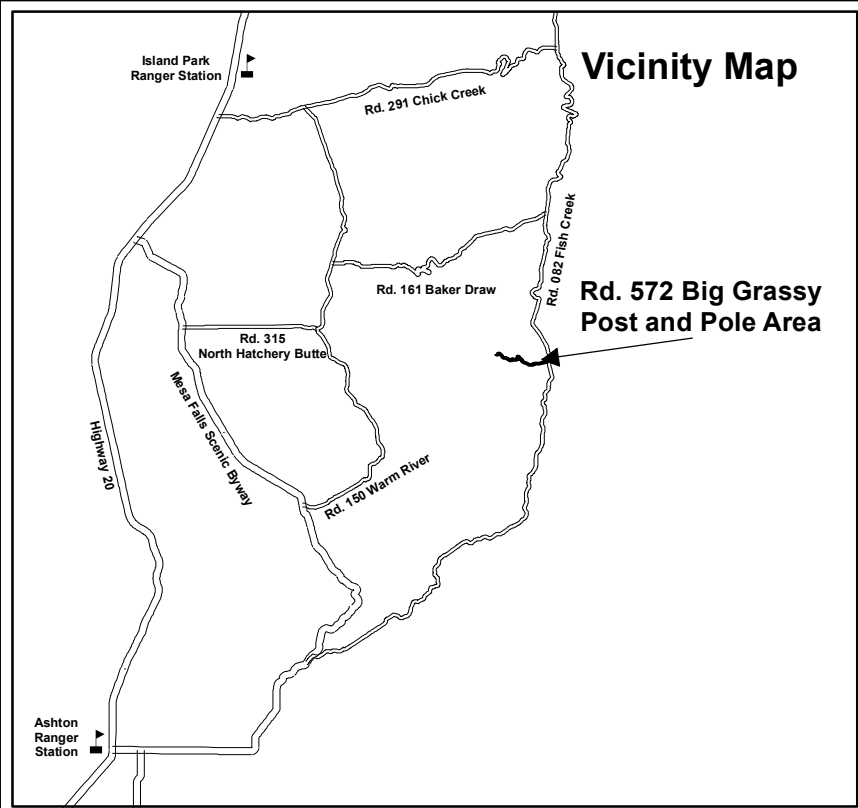 Vicinity Map
Island Park
Ranger Station
Rd. 291 Chick Creek
Rd. 082 Fish Creek
Rd. 161 Baker Draw
Rd. 572 Big Grassy
Post and Pole Area
Rd. 315
North Hatchery Butte
Mesa Falls Scenic Byway
Highway 20
Rd. 150 Warm River
Ashton
Ranger
Station